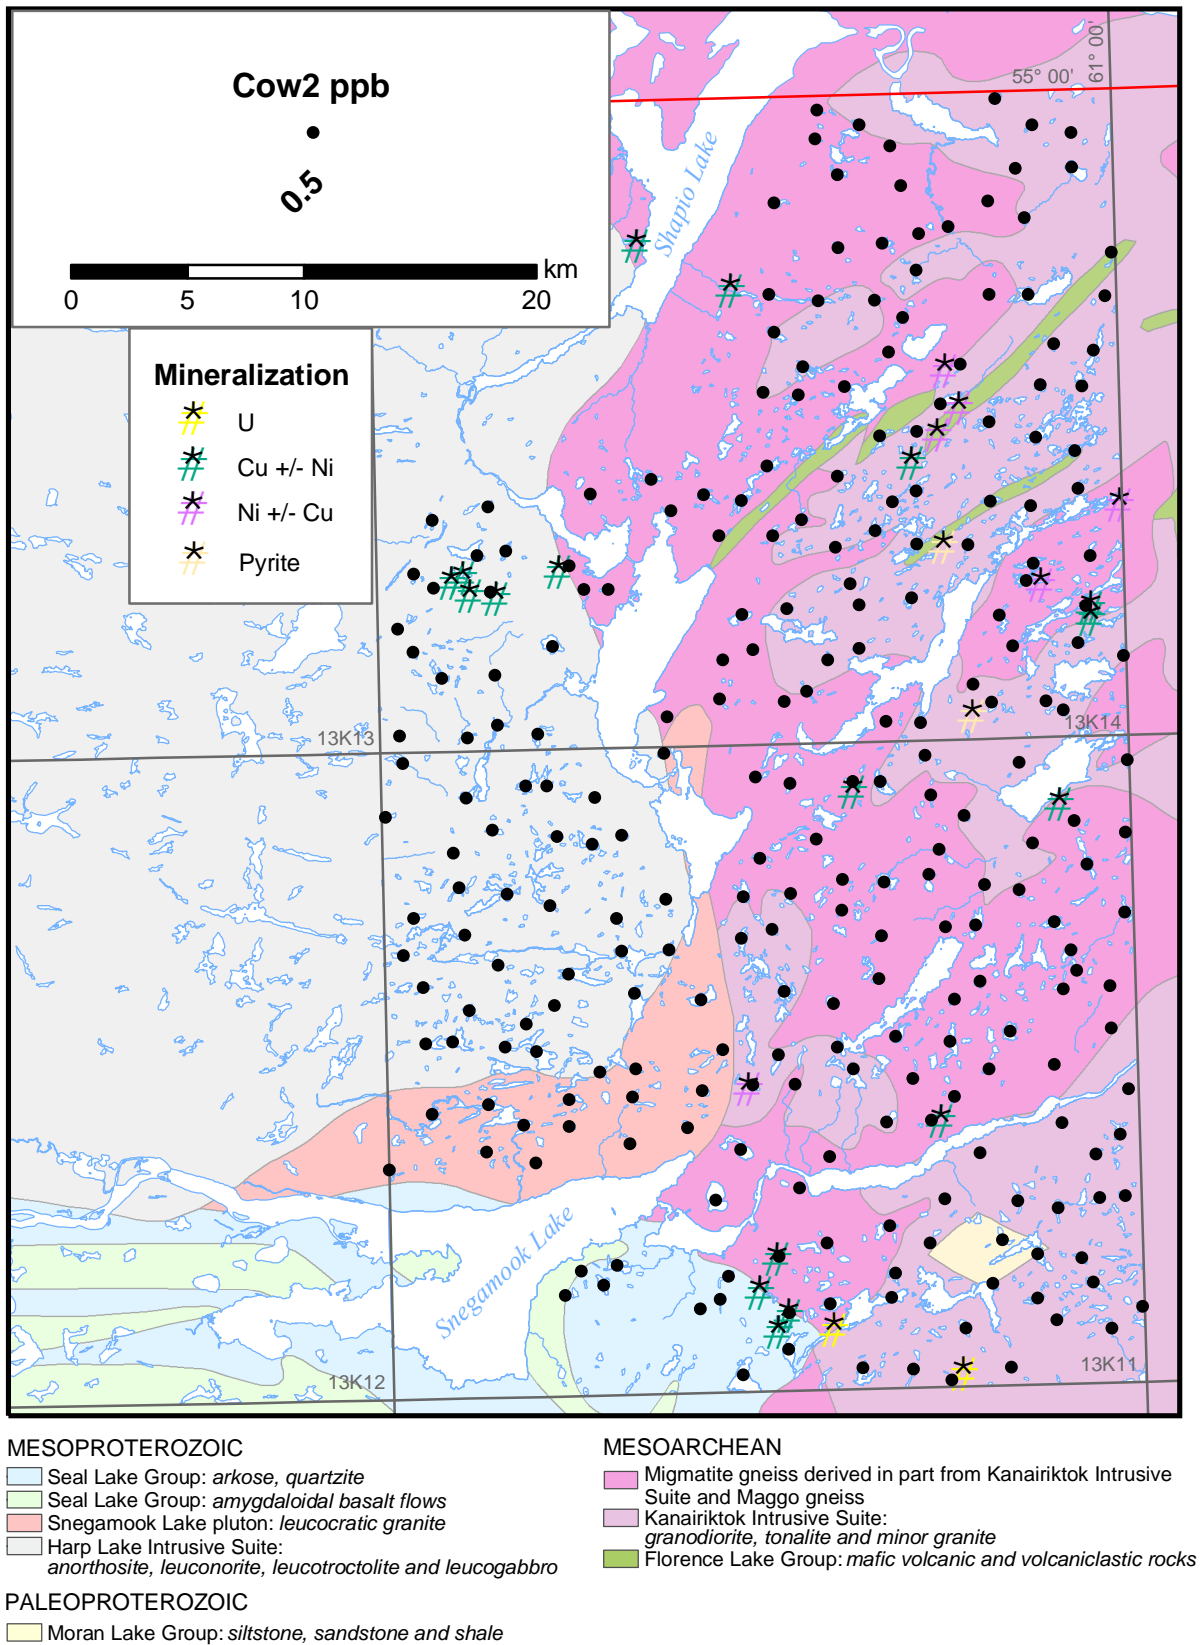 Cow2 ppb
0.5
km
0 5 10 20
Mineralization
U
Cu +/- Ni
Ni +/- Cu
Pyrite
55° 00'
61° 00'
Shapio Lake
13K13
13K14
Snegamook Lake
13K12
13K11
MESOPROTEROZOIC
Seal Lake Group: arkose, quartzite
Seal Lake Group: amygdaloidal basalt flows
Snegamook Lake pluton: leucocratic granite
Harp Lake Intrusive Suite:
anorthosite, leuconorite, leucotroctolite and leucogabbro
PALEOPROTEROZOIC
Moran Lake Group: siltstone, sandstone and shale
MESOARCHEAN
Migmatite gneiss derived in part from Kanairiktok Intrusive
Suite and Maggo gneiss
Kanairiktok Intrusive Suite:
granodiorite, tonalite and minor granite
Florence Lake Group: mafic volcanic and volcaniclastic rocks